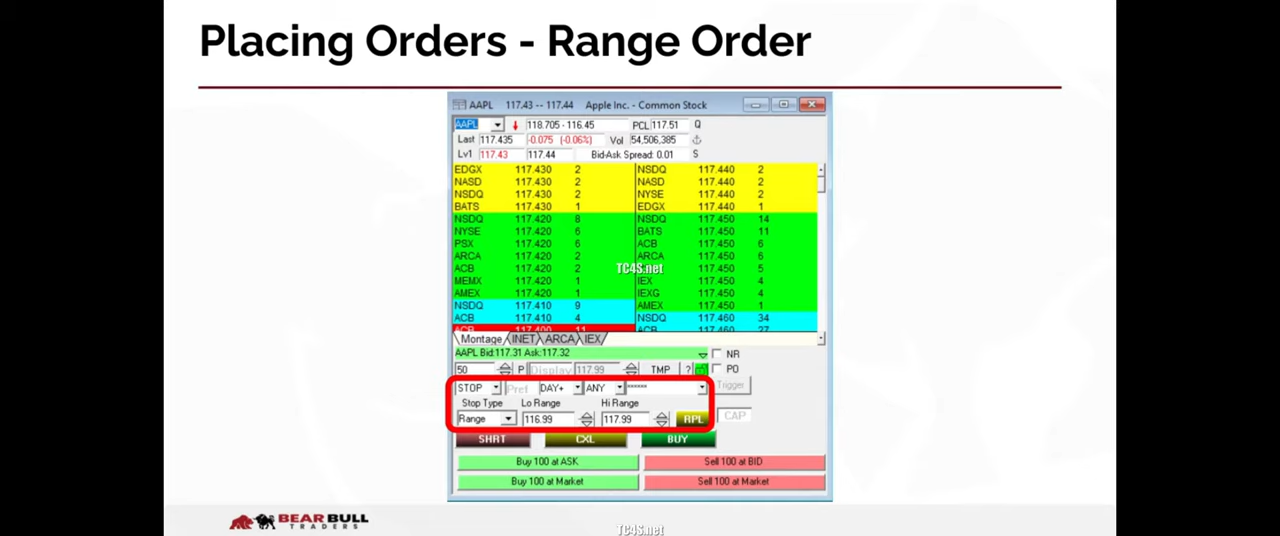 Placing Orders - Range Order
AAPL 117.43 -- 117.44 Apple Inc. - Common Stock
AAPL 118.705 - 116.45 PCL 117.51 Q
Last 117.435 -0.075 (-0.06%) Vol 54,506,385
Lv1 117.43 117.44 Bid-Ask Spread: 0.01 S
EDGX 117.430 2 NSDQ 117.440 2
NASD 117.430 2 NASD 117.440 2
NSDQ 117.430 2 NYSE 117.440 2
BATS 117.430 1 EDGX 117.440 1
NSDQ 117.420 8 NSDQ 117.450 14
NYSE 117.420 6 BATS 117.450 11
PSX 117.420 6 ACB 117.450 6
ARCA 117.420 2 ARCA 117.450 6
ACB 117.420 2 NSDQ 117.450 5
MEMX 117.420 1 IEX 117.450 4
AMEX 117.420 1 IEXG 117.450 4
NSDQ 117.410 9 AMEX 117.450 1
ACB 117.410 4 NSDQ 117.460 34
ACB 117.400 11 ACB 117.460 27
TC4S.net
Montage INET ARCA IEX
AAPL Bid:117.31 Ask:117.32 NR
50 P Display 117.99 TMP ? PO
STOP Pref DAY+ ANY ****** Trigger
Stop Type Lo Range Hi Range
Range 116.99 117.99 RPL CAP
SHRT CXL BUY
Buy 100 at ASK Sell 100 at BID
Buy 100 at Market Sell 100 at Market
BEAR BULL
TRADERS
TC4S.net